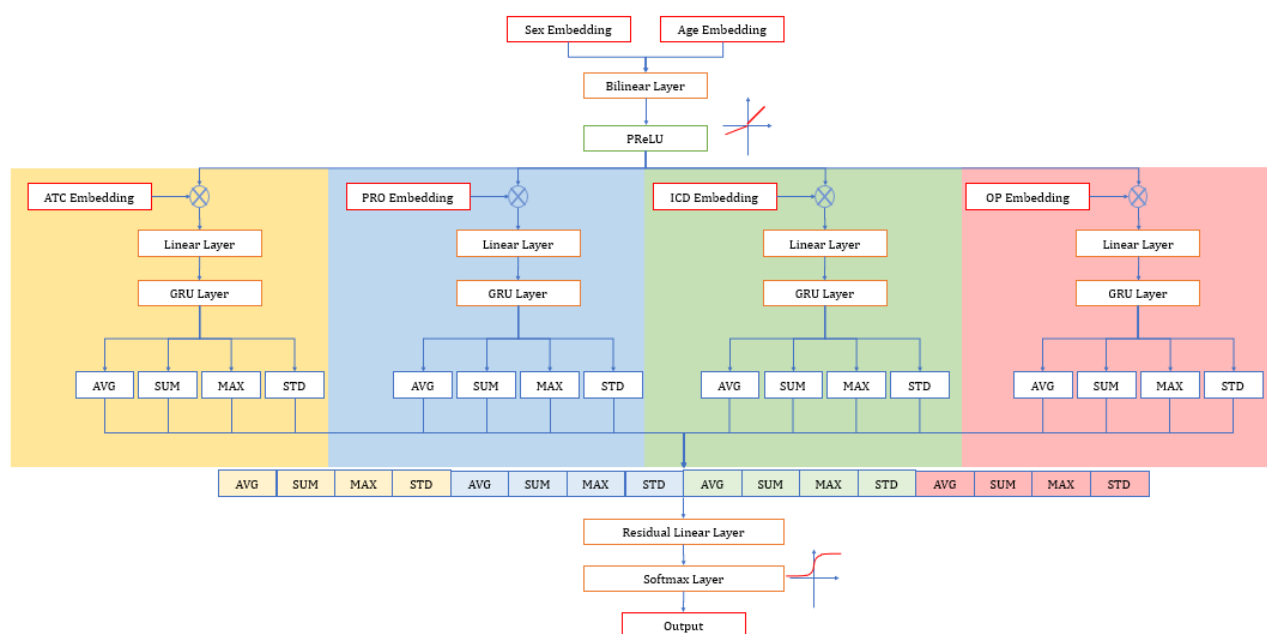 Sex Embedding Age Embedding
Bilinear Layer
PReLU
ATC Embedding PRO Embedding ICD Embedding OP Embedding
Linear Layer Linear Layer Linear Layer Linear Layer
GRU Layer GRU Layer GRU Layer GRU Layer
AVG SUM MAX STD AVG SUM MAX STD AVG SUM MAX STD AVG SUM MAX STD
AVG SUM MAX STD AVG SUM MAX STD AVG SUM MAX STD AVG SUM MAX STD
Residual Linear Layer
Softmax Layer
Output